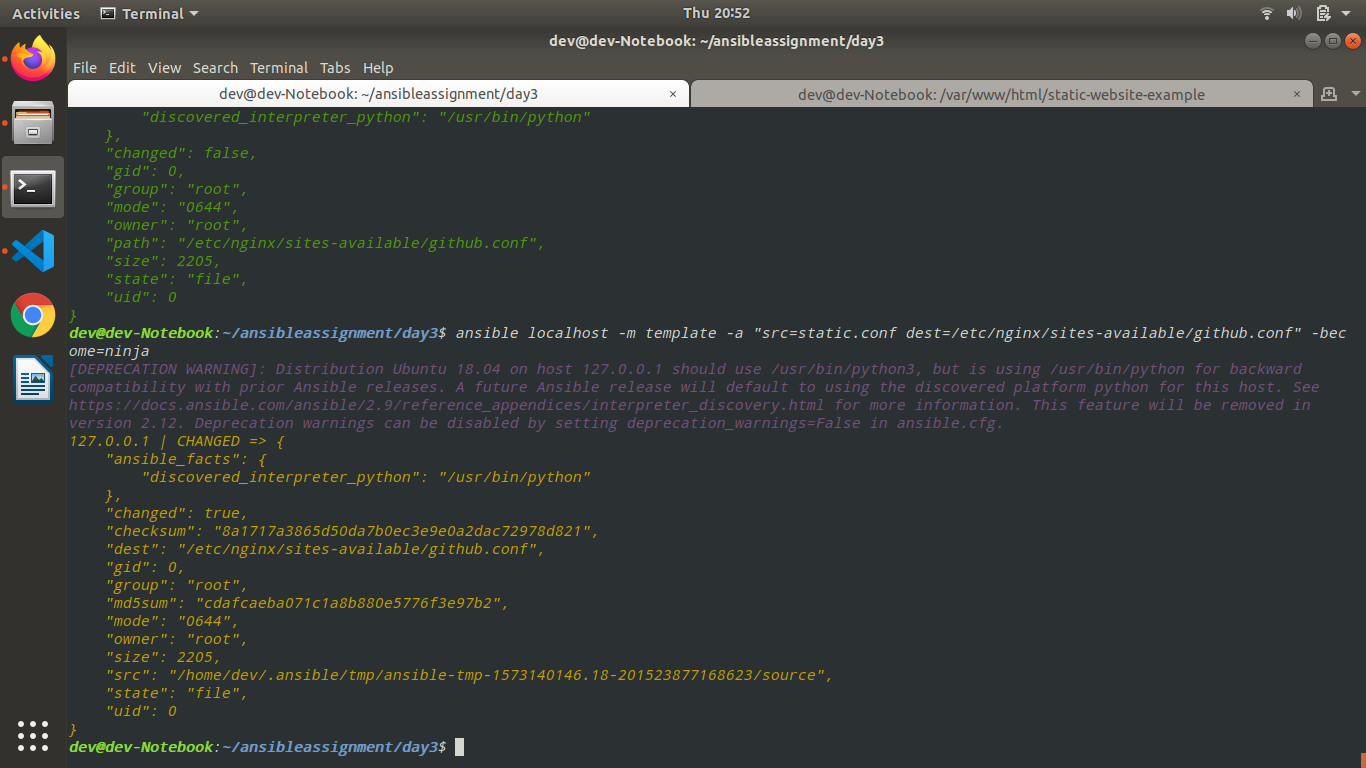 Activities Terminal Thu 20:52
dev@dev-Notebook: ~/ansibleassignment/day3
File Edit View Search Terminal Tabs Help
dev@dev-Notebook: ~/ansibleassignment/day3 × dev@dev-Notebook: /var/www/html/static-website-example ×
"discovered_interpreter_python": "/usr/bin/python"
},
"changed": false,
"gid": 0,
"group": "root",
"mode": "0644",
"owner": "root",
"path": "/etc/nginx/sites-available/github.conf",
"size": 2205,
"state": "file",
"uid": 0
}
dev@dev-Notebook:~/ansibleassignment/day3$ ansible localhost -m template -a "src=static.conf dest=/etc/nginx/sites-available/github.conf" -bec
ome=ninja
[DEPRECATION WARNING]: Distribution Ubuntu 18.04 on host 127.0.0.1 should use /usr/bin/python3, but is using /usr/bin/python for backward
compatibility with prior Ansible releases. A future Ansible release will default to using the discovered platform python for this host. See
https://docs.ansible.com/ansible/2.9/reference_appendices/interpreter_discovery.html for more information. This feature will be removed in
version 2.12. Deprecation warnings can be disabled by setting deprecation_warnings=False in ansible.cfg.
127.0.0.1 | CHANGED => {
"ansible_facts": {
"discovered_interpreter_python": "/usr/bin/python"
},
"changed": true,
"checksum": "8a1717a3865d50da7b0ec3e9e0a2dac72978d821",
"dest": "/etc/nginx/sites-available/github.conf",
"gid": 0,
"group": "root",
"md5sum": "cdafcaeba071c1a8b880e5776f3e97b2",
"mode": "0644",
"owner": "root",
"size": 2205,
"src": "/home/dev/.ansible/tmp/ansible-tmp-1573140146.18-201523877168623/source",
"state": "file",
"uid": 0
}
dev@dev-Notebook:~/ansibleassignment/day3$